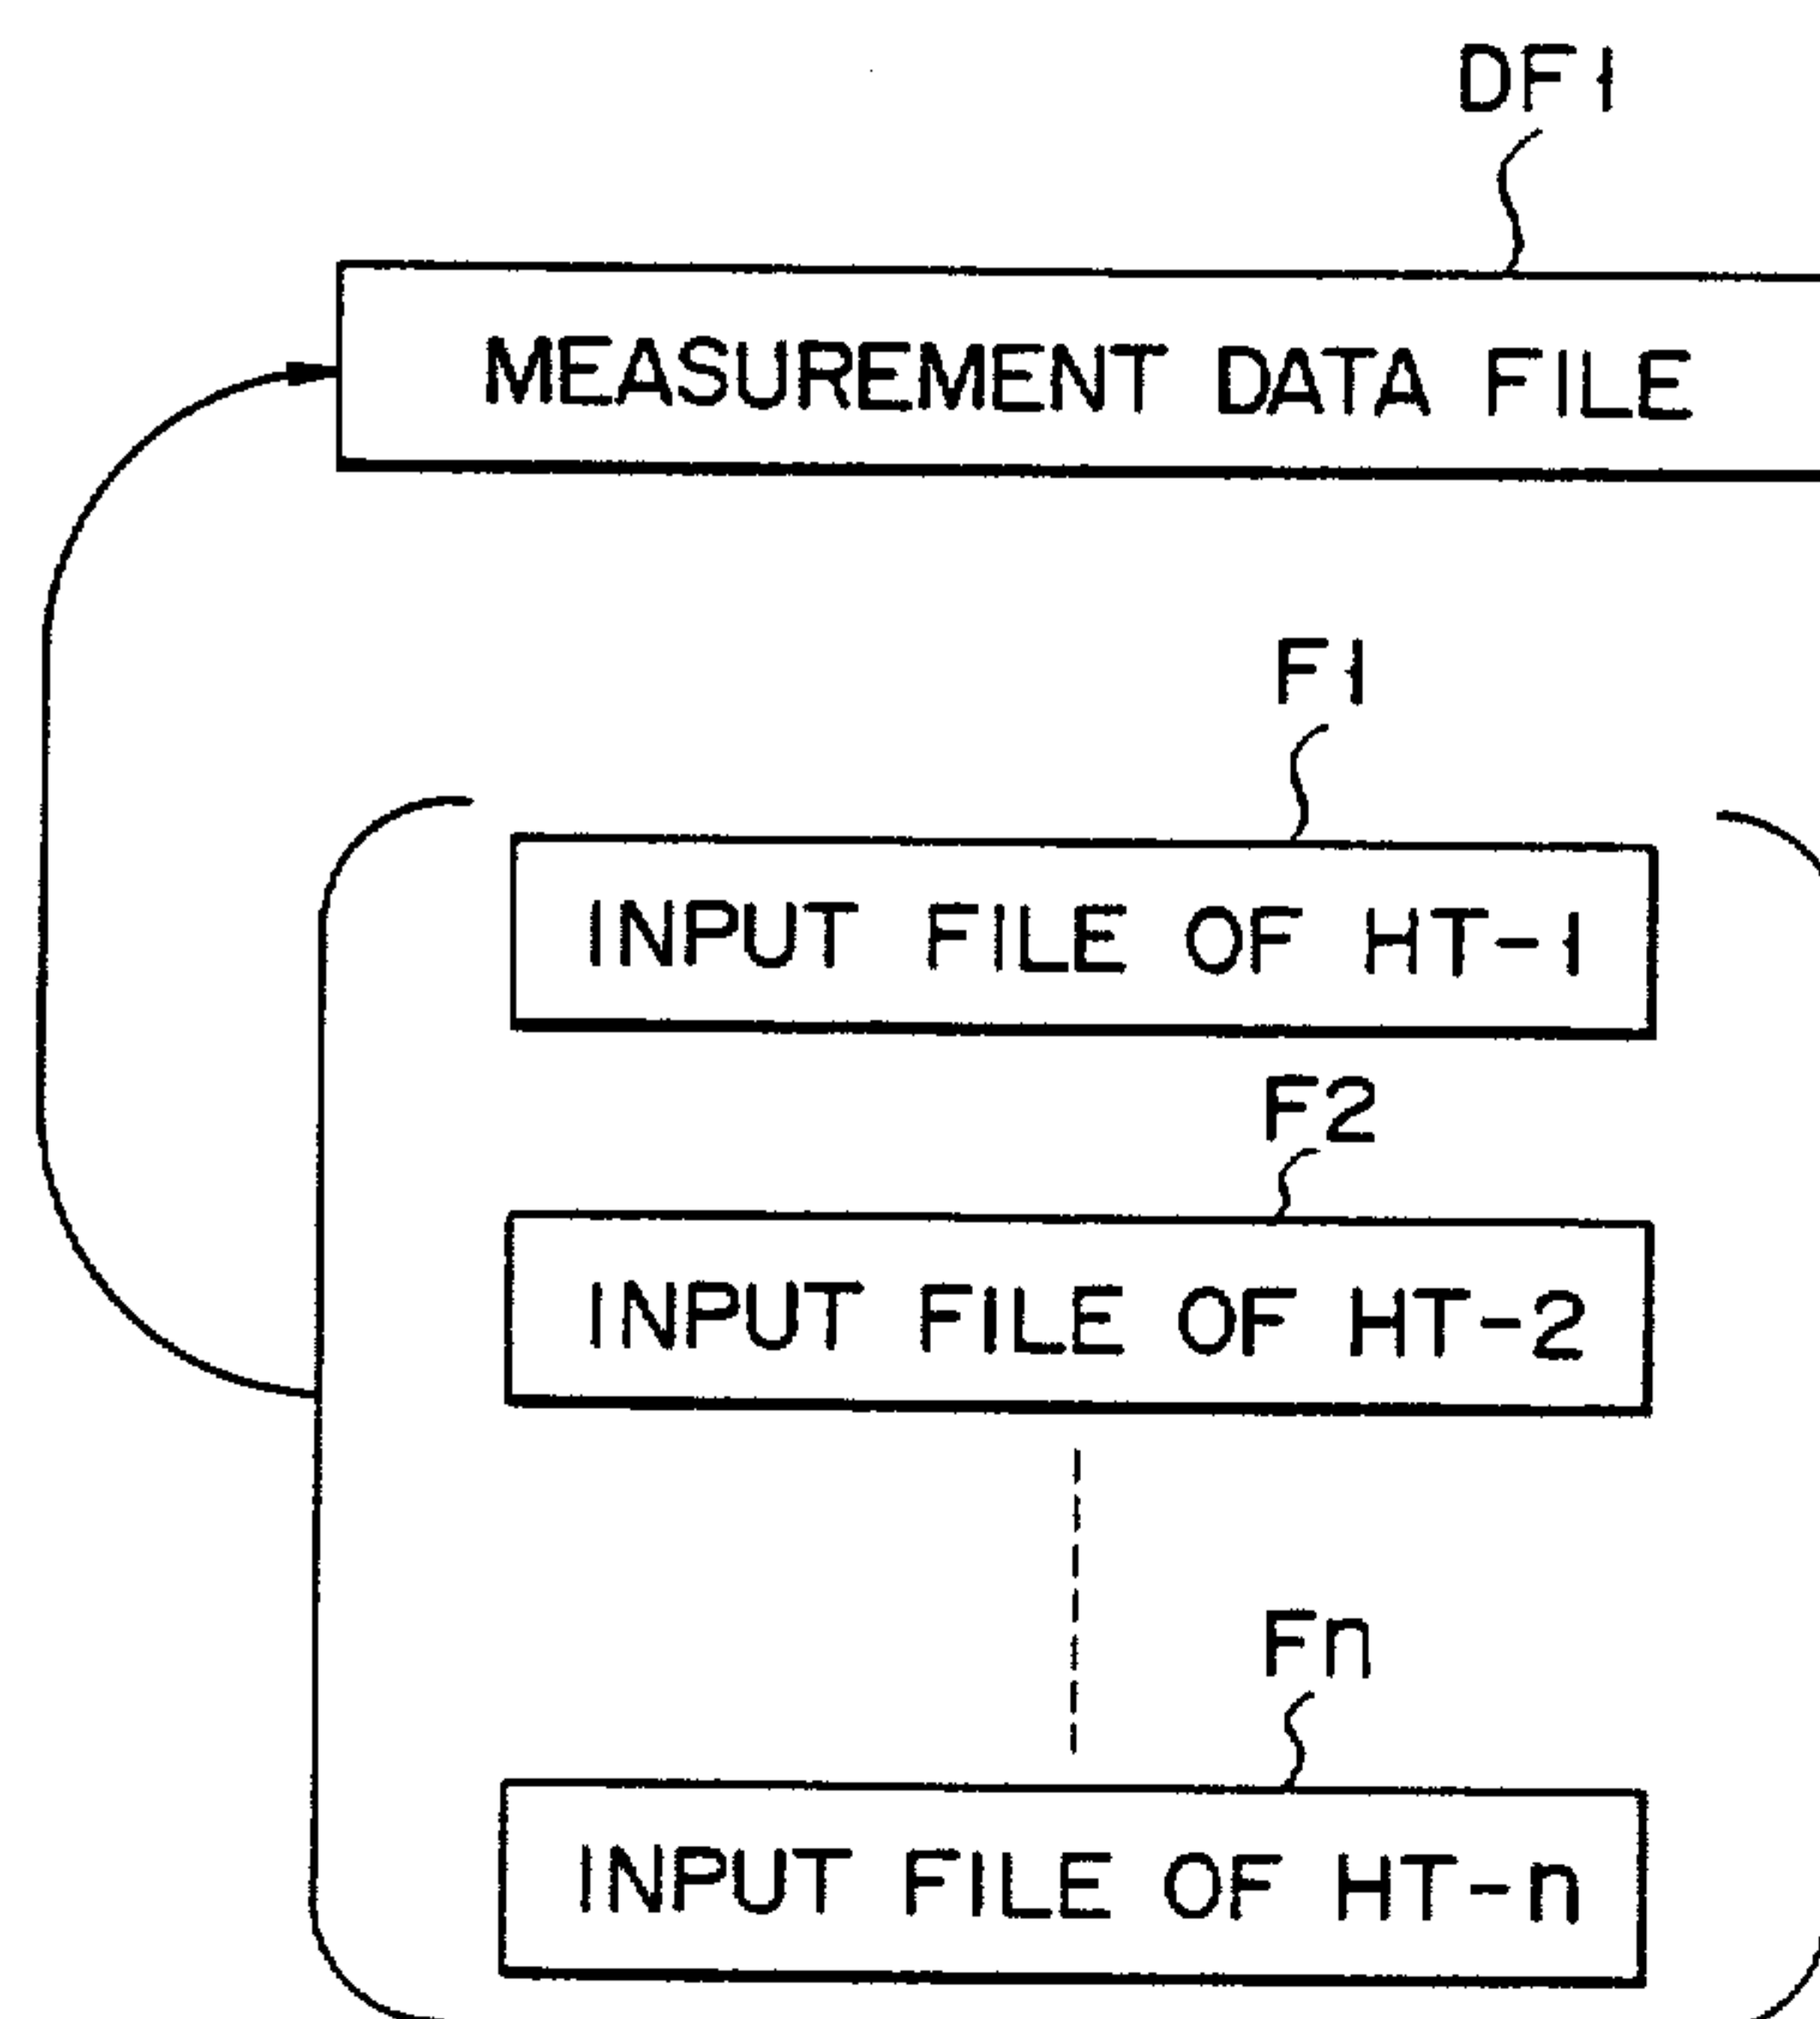 DF1
MEASUREMENT DATA FILE
F1
INPUT FILE OF HT-1
F2
INPUT FILE OF HT-2
Fn
INPUT FILE OF HT-n